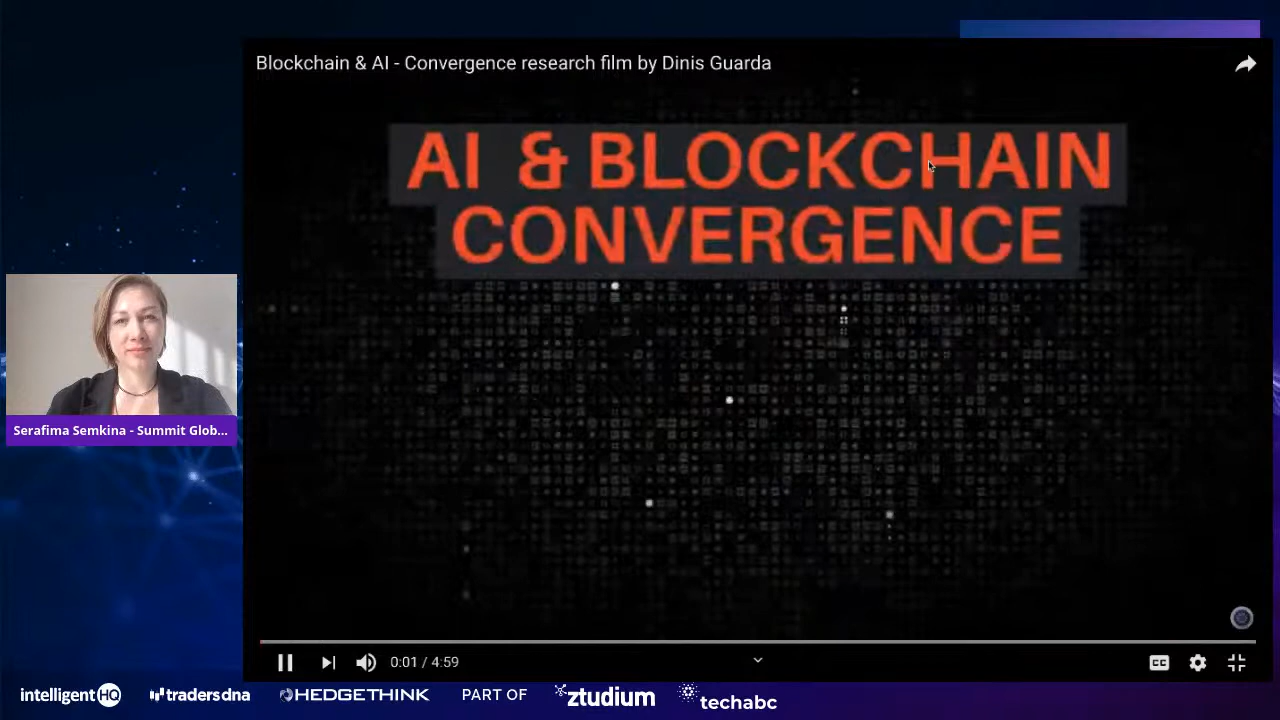 Blockchain & AI - Convergence research film by Dinis Guarda
AI & BLOCKCHAIN
CONVERGENCE
Serafima Semkina - Summit Glob...
0:01 / 4:59
CC
intelligentHQ
tradersdna
HEDGETHINK
PART OF
ztudium
techabc